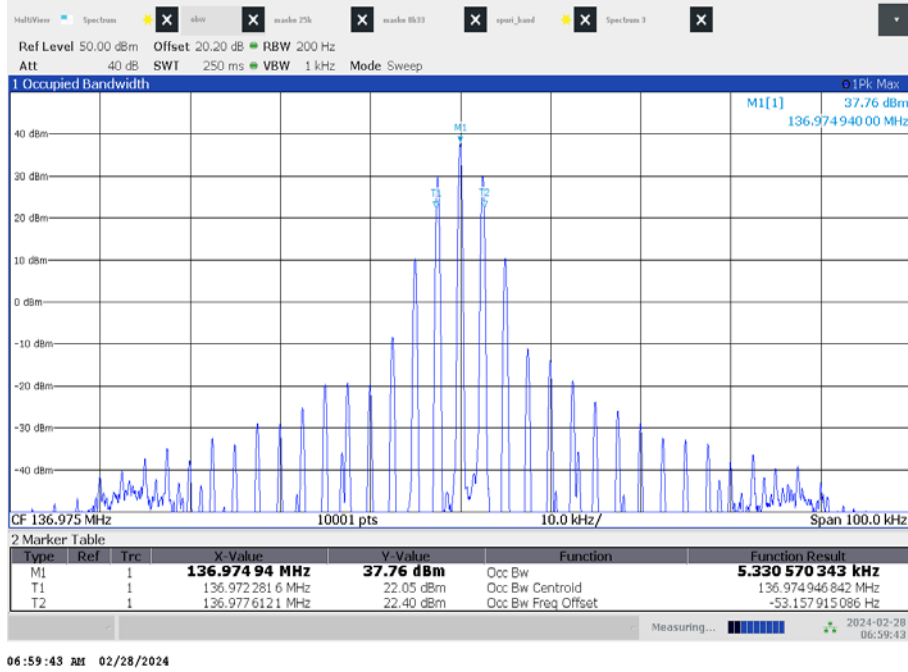 MultiView Spectrum X obw X maske 25k X maske 8k33 X spuri_band X Spectrum 3 X
Ref Level 50.00 dBm Offset 20.20 dB RBW 200 Hz
Att 40 dB SWT 250 ms VBW 1 kHz Mode Sweep
1 Occupied Bandwidth 1Pk Max
M1[1] 37.76 dBm
136.974 940 00 MHz
M1
40 dBm
30 dBm
T1 T2
20 dBm
10 dBm
0 dBm
-10 dBm
-20 dBm
-30 dBm
-40 dBm
CF 136.975 MHz 10001 pts 10.0 kHz/ Span 100.0 kHz
2 Marker Table
Type Ref Trc X-Value Y-Value Function Function Result
M1 1 136.974 94 MHz 37.76 dBm Occ Bw 5.330 570 343 kHz
T1 1 136.972 281 6 MHz 22.05 dBm Occ Bw Centroid 136.974 946 842 MHz
T2 1 136.977 612 1 MHz 22.40 dBm Occ Bw Freq Offset -53.157 915 086 Hz
Measuring... 2024-02-28
06:59:43
06:59:43 AM 02/28/2024